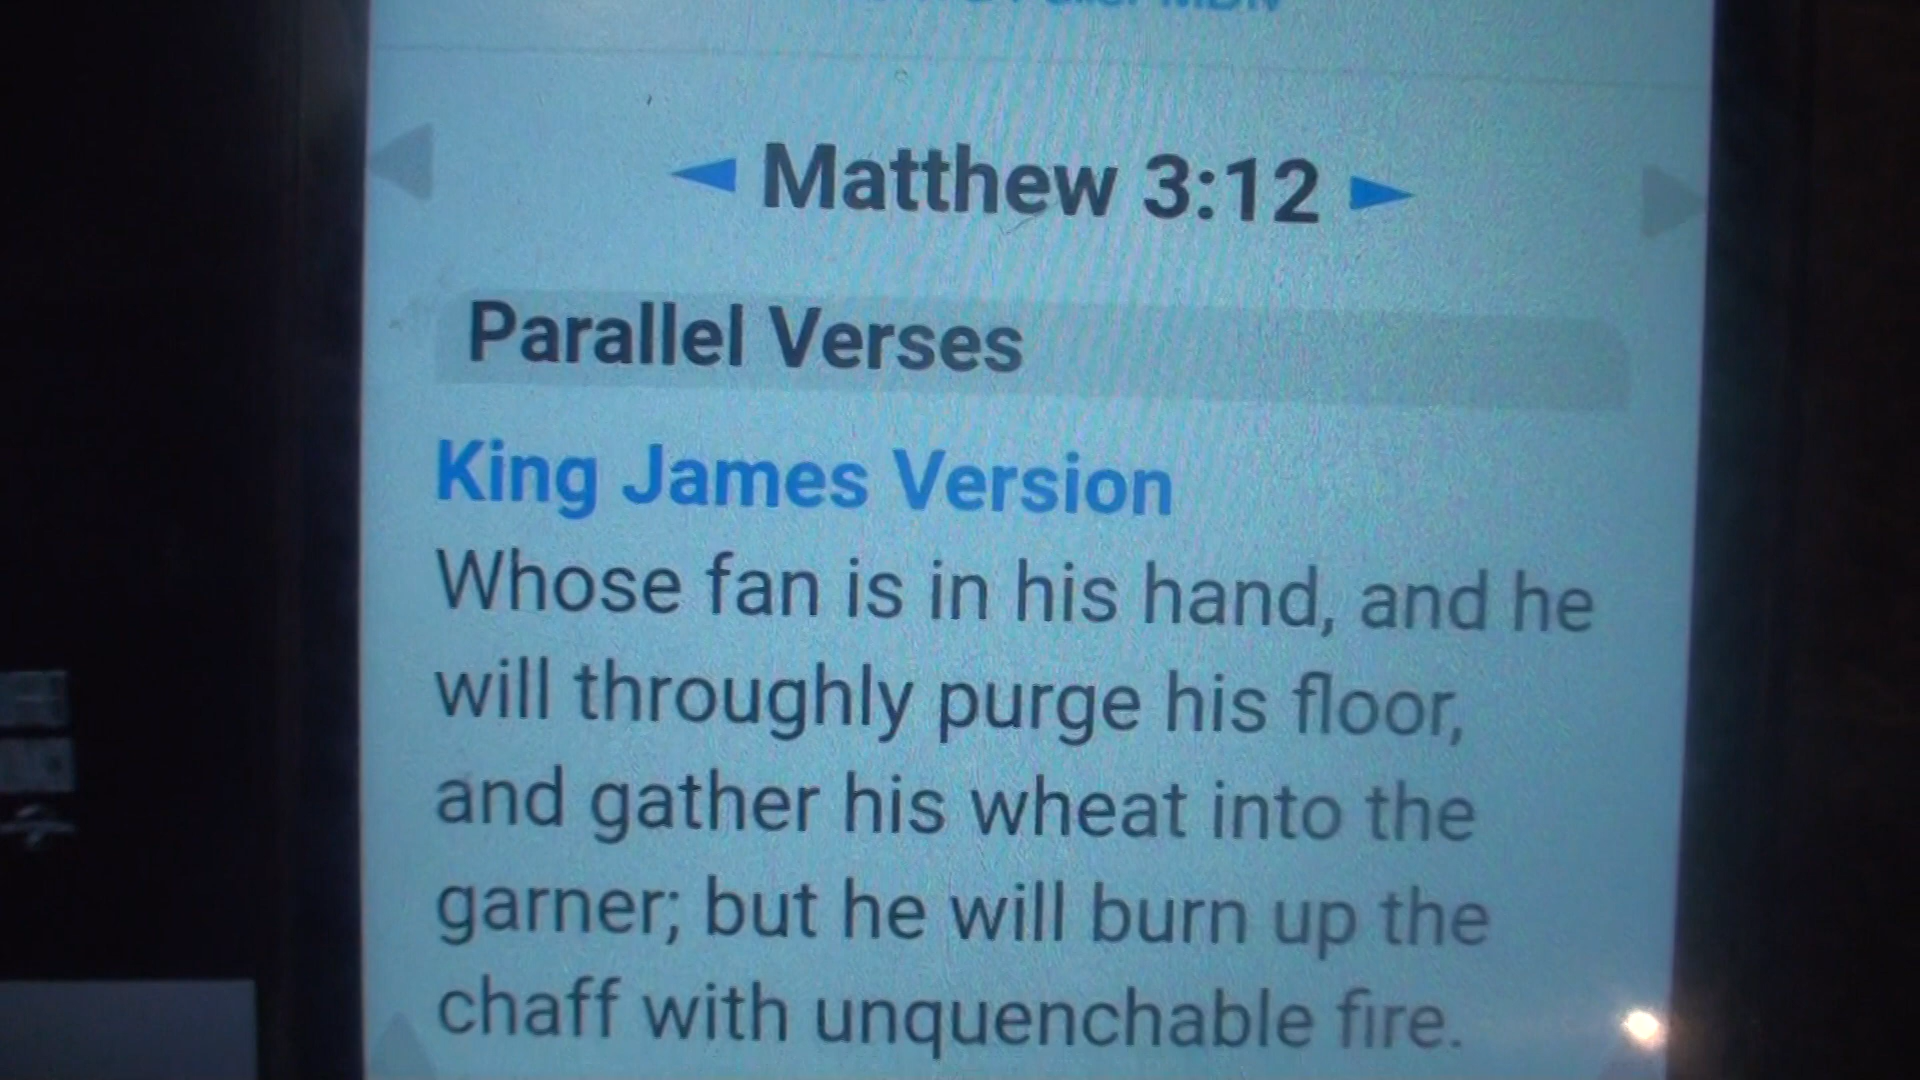 Matthew 3:12
Parallel Verses
King James Version
Whose fan is in his hand, and he
will throughly purge his floor,
and gather his wheat into the
garner; but he will burn up the
chaff with unquenchable fire.